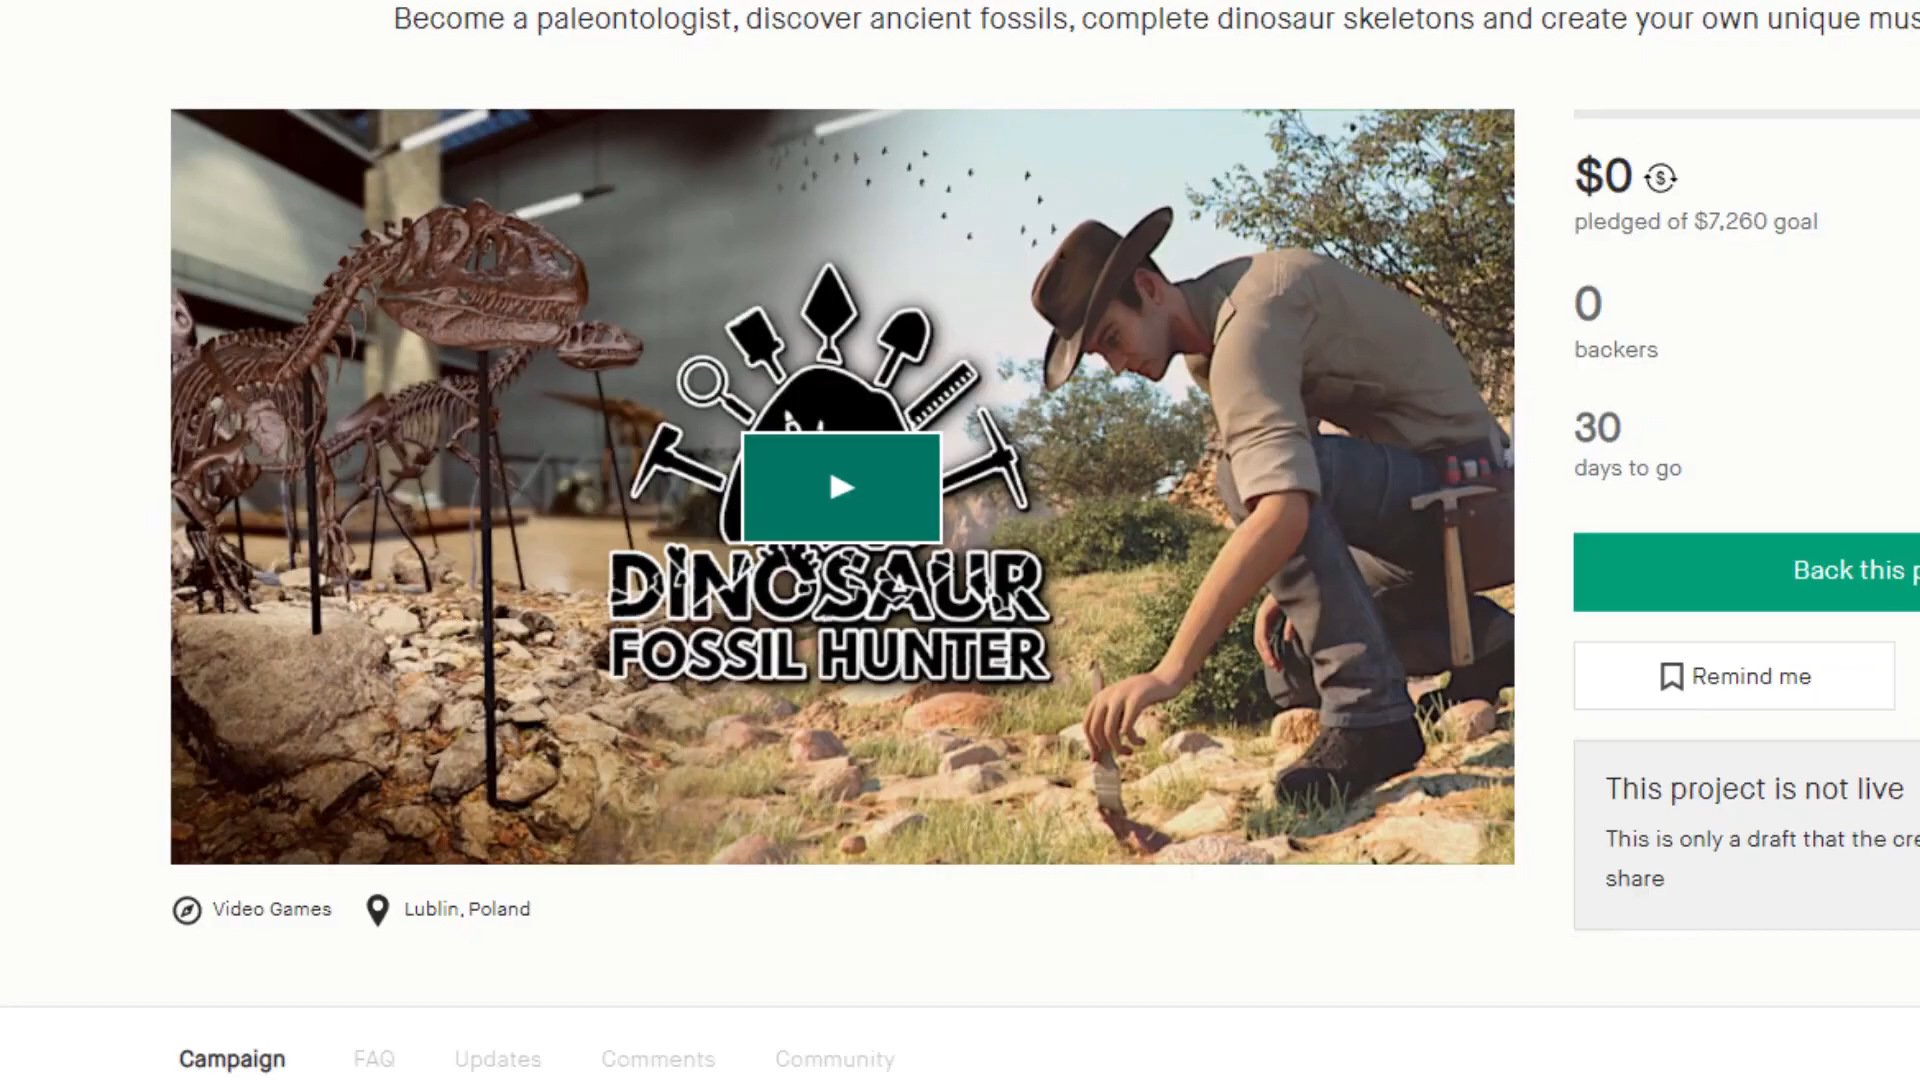 Become a paleontologist, discover ancient fossils, complete dinosaur skeletons and create your own unique
$0
pledged of $7,260 goal
0
backers
30
days to go
DINOSAUR
FOSSIL HUNTER
Back this
Remind me
This project is not live
This is only a draft that the
share
Video Games
Lublin, Poland
Campaign FAQ Updates Comments Community